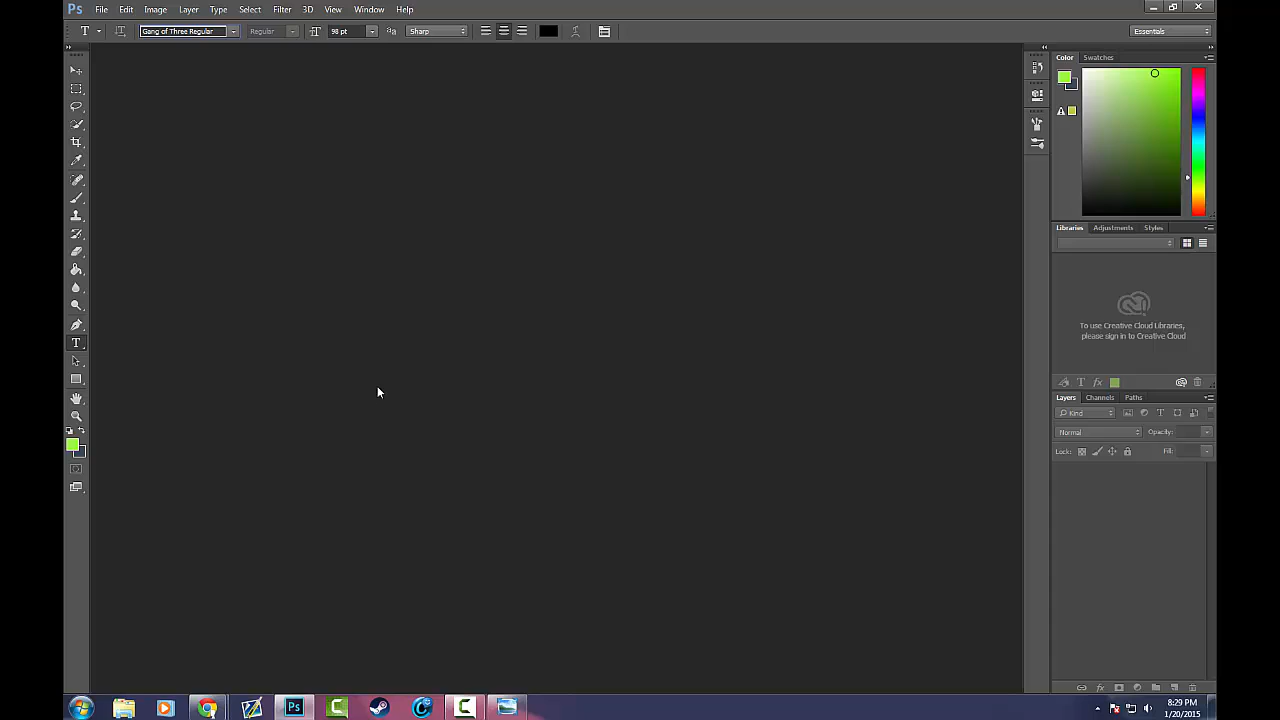 Ps File Edit Image Layer Type Select Filter 3D View Window Help
T Gang of Three Regular Regular 98 pt aa Sharp Essentials
Color Swatches
Libraries Adjustments Styles
To use Creative Cloud Libraries,
please sign in to Creative Cloud
Layers Channels Paths
Kind
Normal Opacity:
Lock: Fill:
8:29 PM
1/20/2015